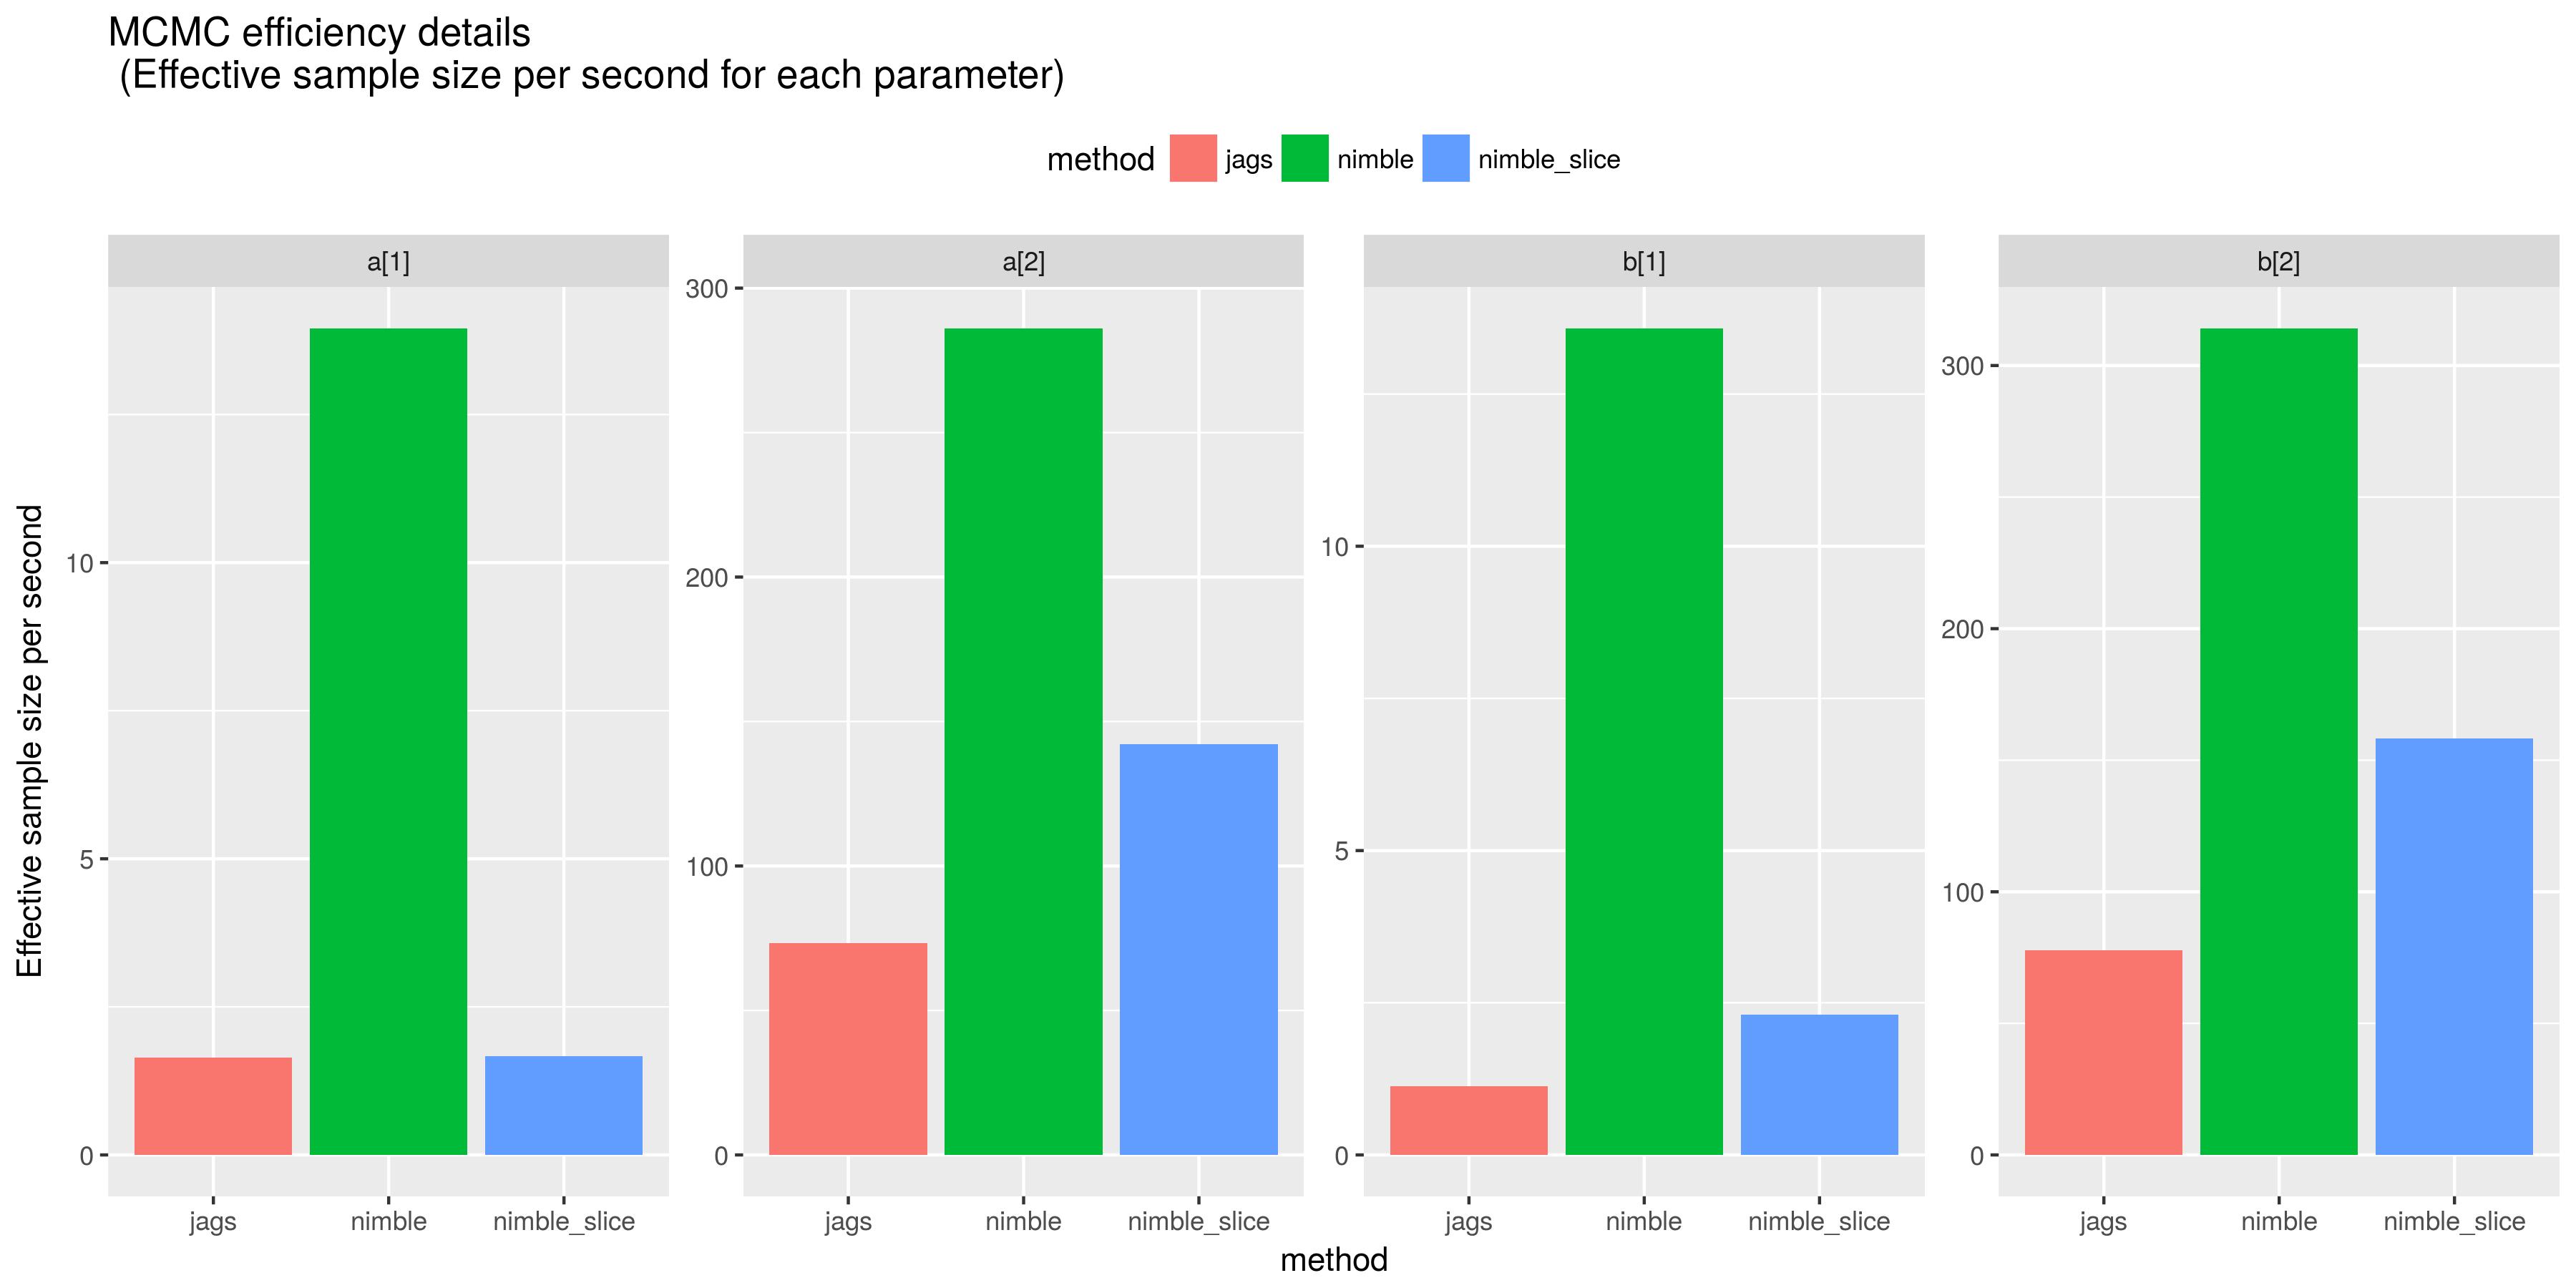 MCMC efficiency details
(Effective sample size per second for each parameter)
method jags nimble nimble_slice
a[1] a[2] b[1] b[2]
Effective sample size per second
10
5
0
300
200
100
0
10
5
0
300
200
100
0
jags nimble nimble_slice jags nimble nimble_slice jags nimble nimble_slice jags nimble nimble_slice
method